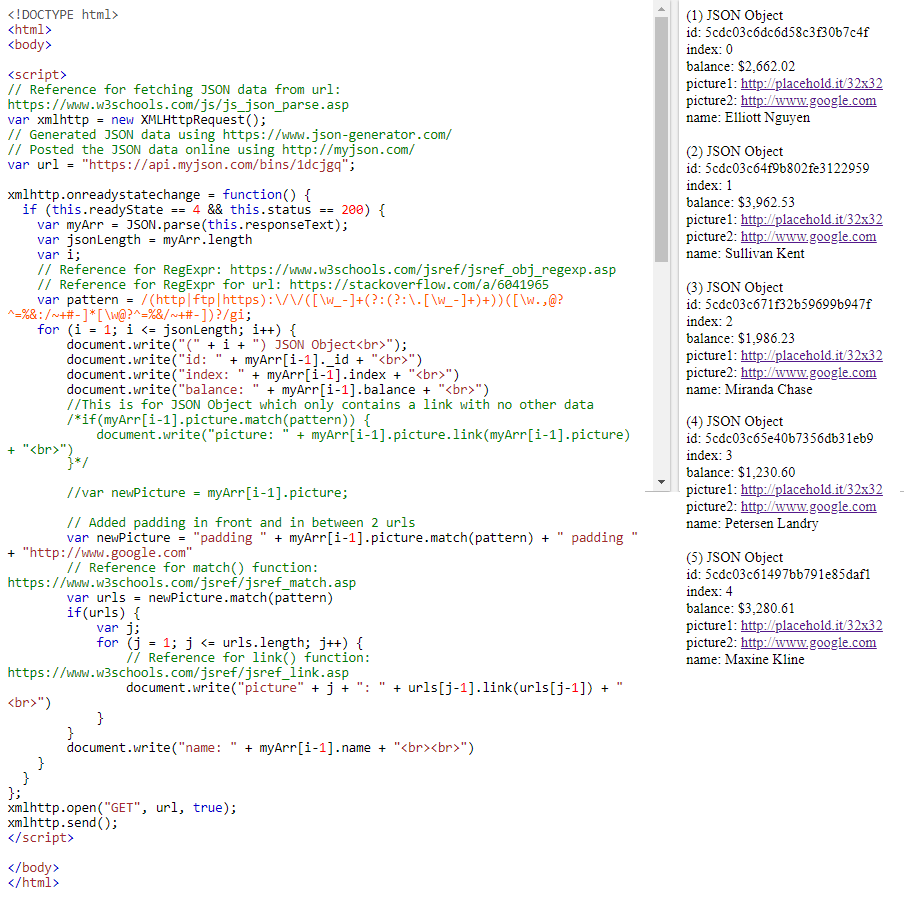 <!DOCTYPE html>
<html>
<body>

<script>
// Reference for fetching JSON data from url:
https://www.w3schools.com/js/js_json_parse.asp
var xmlhttp = new XMLHttpRequest();
// Generated JSON data using https://www.json-generator.com/
// Posted the JSON data online using http://myjson.com/
var url = "https://api.myjson.com/bins/1dcjgq";

xmlhttp.onreadystatechange = function() {
  if (this.readyState == 4 && this.status == 200) {
    var myArr = JSON.parse(this.responseText);
    var jsonLength = myArr.length
    var i;
    // Reference for RegExpr: https://www.w3schools.com/jsref/jsref_obj_regexp.asp
    // Reference for RegExpr for url: https://stackoverflow.com/a/6041965
    var pattern = /(http|ftp|https):\/\/([\w_-]+(?:(?:\.[\w_-]+)+))([\w.,@?
^=%&:/~+#-]*[\w@?^=%&/~+#-])?/gi;
    for (i = 1; i <= jsonLength; i++) {
        document.write("(" + i + ") JSON Object<br>");
        document.write("id: " + myArr[i-1]._id + "<br>")
        document.write("index: " + myArr[i-1].index + "<br>")
        document.write("balance: " + myArr[i-1].balance + "<br>")
        //This is for JSON Object which only contains a link with no other data
        /*if(myArr[i-1].picture.match(pattern)) {
            document.write("picture: " + myArr[i-1].picture.link(myArr[i-1].picture)
+ "<br>")
        }*/

        //var newPicture = myArr[i-1].picture;

        // Added padding in front and in between 2 urls
        var newPicture = "padding " + myArr[i-1].picture.match(pattern) + " padding "
+ "http://www.google.com"
        // Reference for match() function:
https://www.w3schools.com/jsref/jsref_match.asp
        var urls = newPicture.match(pattern)
        if(urls) {
            var j;
            for (j = 1; j <= urls.length; j++) {
                // Reference for link() function:
https://www.w3schools.com/jsref/jsref_link.asp
                document.write("picture" + j + ": " + urls[j-1].link(urls[j-1]) + "
<br>")
            }
        }
        document.write("name: " + myArr[i-1].name + "<br><br>")
    }
  }
};
xmlhttp.open("GET", url, true);
xmlhttp.send();
</script>

</body>
</html>
(1) JSON Object
id: 5cdc03c6dc6d58c3f30b7c4f
index: 0
balance: $2,662.02
picture1: http://placehold.it/32x32
picture2: http://www.google.com
name: Elliott Nguyen

(2) JSON Object
id: 5cdc03c64f9b802fe3122959
index: 1
balance: $3,962.53
picture1: http://placehold.it/32x32
picture2: http://www.google.com
name: Sullivan Kent

(3) JSON Object
id: 5cdc03c671f32b59699b947f
index: 2
balance: $1,986.23
picture1: http://placehold.it/32x32
picture2: http://www.google.com
name: Miranda Chase

(4) JSON Object
id: 5cdc03c65e40b7356db31eb9
index: 3
balance: $1,230.60
picture1: http://placehold.it/32x32
picture2: http://www.google.com
name: Petersen Landry

(5) JSON Object
id: 5cdc03c61497bb791e85daf1
index: 4
balance: $3,280.61
picture1: http://placehold.it/32x32
picture2: http://www.google.com
name: Maxine Kline